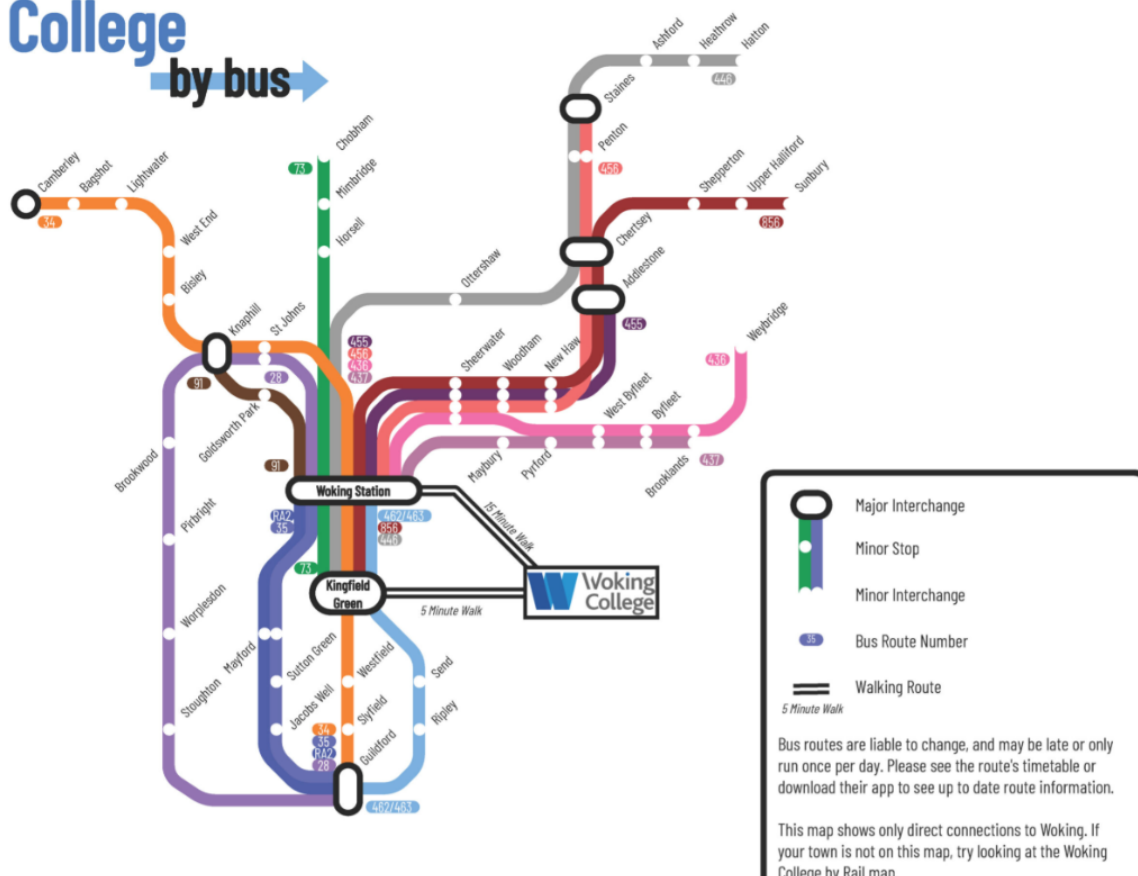 College
by bus
Camberley
Bagshot
Lightwater
34
West End
Bisley
Knaphill
St Johns
91
28
Goldsworth Park
91
Brookwood
Pirbright
Worplesdon
Stoughton
73
Chobham
Mimbridge
Horsell
Ottershaw
Ashford
Heathrow
Hatton
446
Staines
Penton
456
Shepperton
Upper Halliford
Sunbury
856
Chertsey
Addlestone
455
455
456
436
437
Sheerwater
Woodham
New Haw
West Byfleet
Byfleet
Weybridge
436
Maybury
Pyrford
Brooklands
437
Woking Station
RA2
35
462/463
856
446
15 Minute Walk
73
Kingfield
Green
5 Minute Walk
Woking
College
Mayford
Sutton Green
Jacobs Well
Westfield
Slyfield
Send
Ripley
34
35
RA2
28
Guildford
462/463
Major Interchange
Minor Stop
Minor Interchange
35
Bus Route Number
Walking Route
5 Minute Walk
Bus routes are liable to change, and may be late or only
run once per day. Please see the route's timetable or
download their app to see up to date route information.
This map shows only direct connections to Woking. If
your town is not on this map, try looking at the Woking
College by Rail map